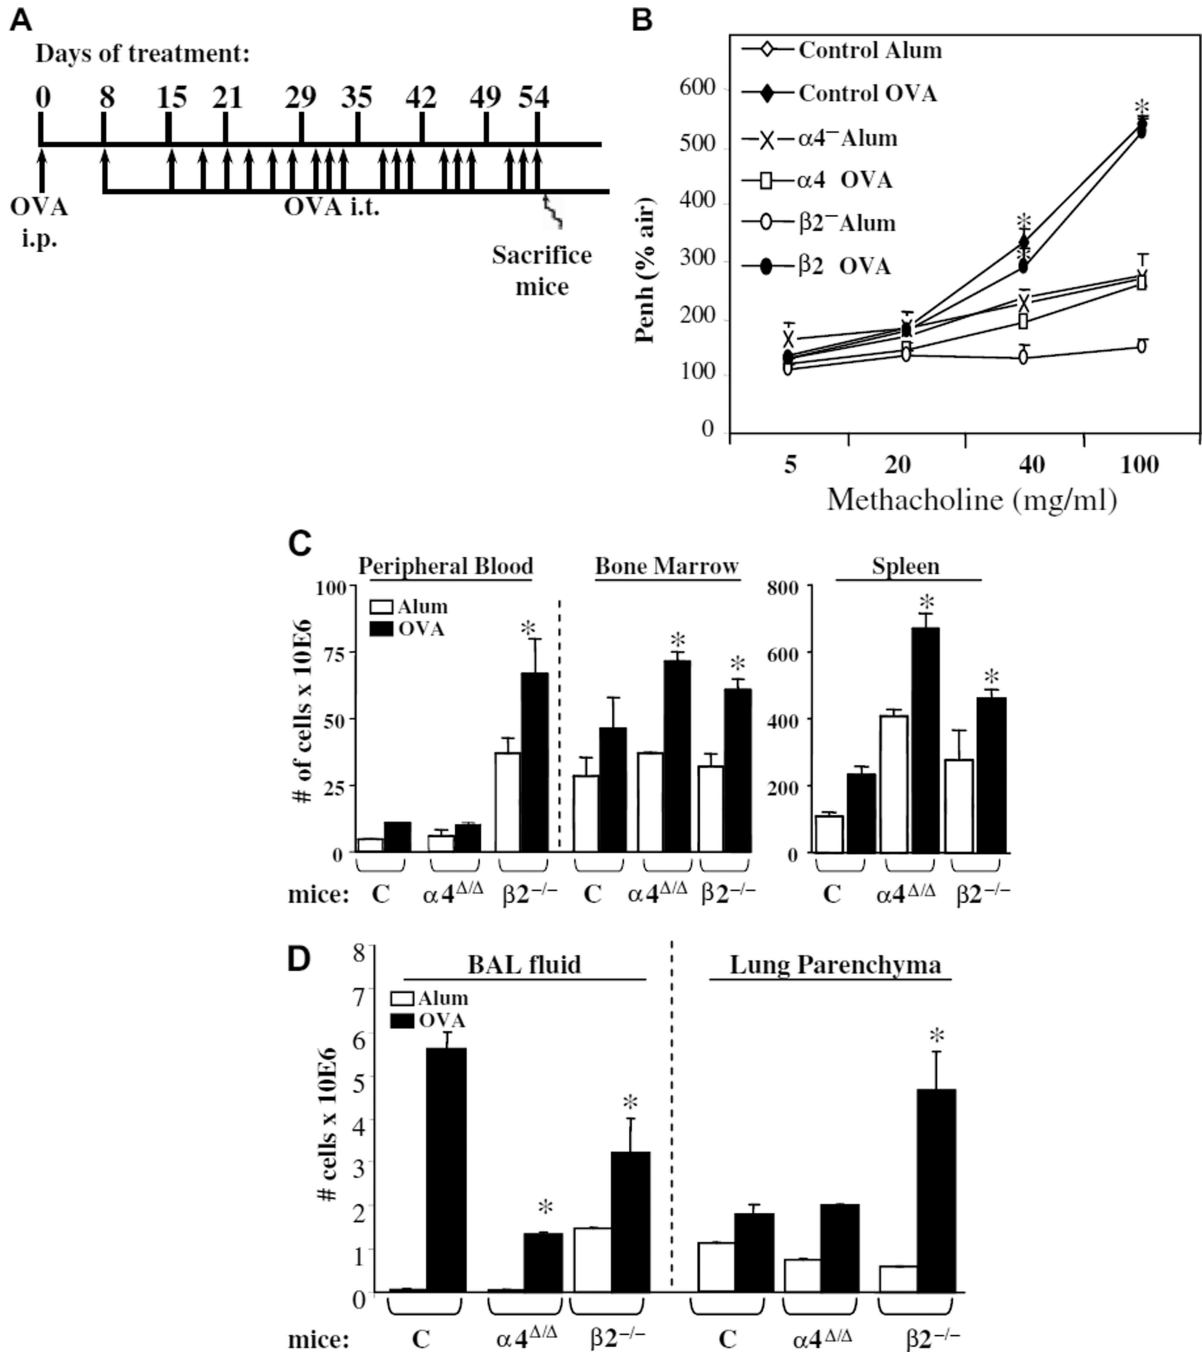 A
Days of treatment:
0 8 15 21 29 35 42 49 54
OVA i.p.
OVA i.t.
Sacrifice mice
B
Control Alum
Control OVA
α4⁻ Alum
α4 OVA
β2⁻ Alum
β2 OVA
Penh (% air)
600
500
400
300
200
100
0
5 20 40 100
Methacholine (mg/ml)
* * * 
C
Peripheral Blood Bone Marrow Spleen
Alum
OVA
# of cells x 10E6
100
75
50
25
0
800
600
400
200
0
* * * * *
mice: C α4Δ/Δ β2−/− C α4Δ/Δ β2−/− C α4Δ/Δ β2−/−
D
BAL fluid Lung Parenchyma
Alum
OVA
# cells x 10E6
8
7
6
5
4
3
2
1
0
* * *
mice: C α4Δ/Δ β2−/− C α4Δ/Δ β2−/−